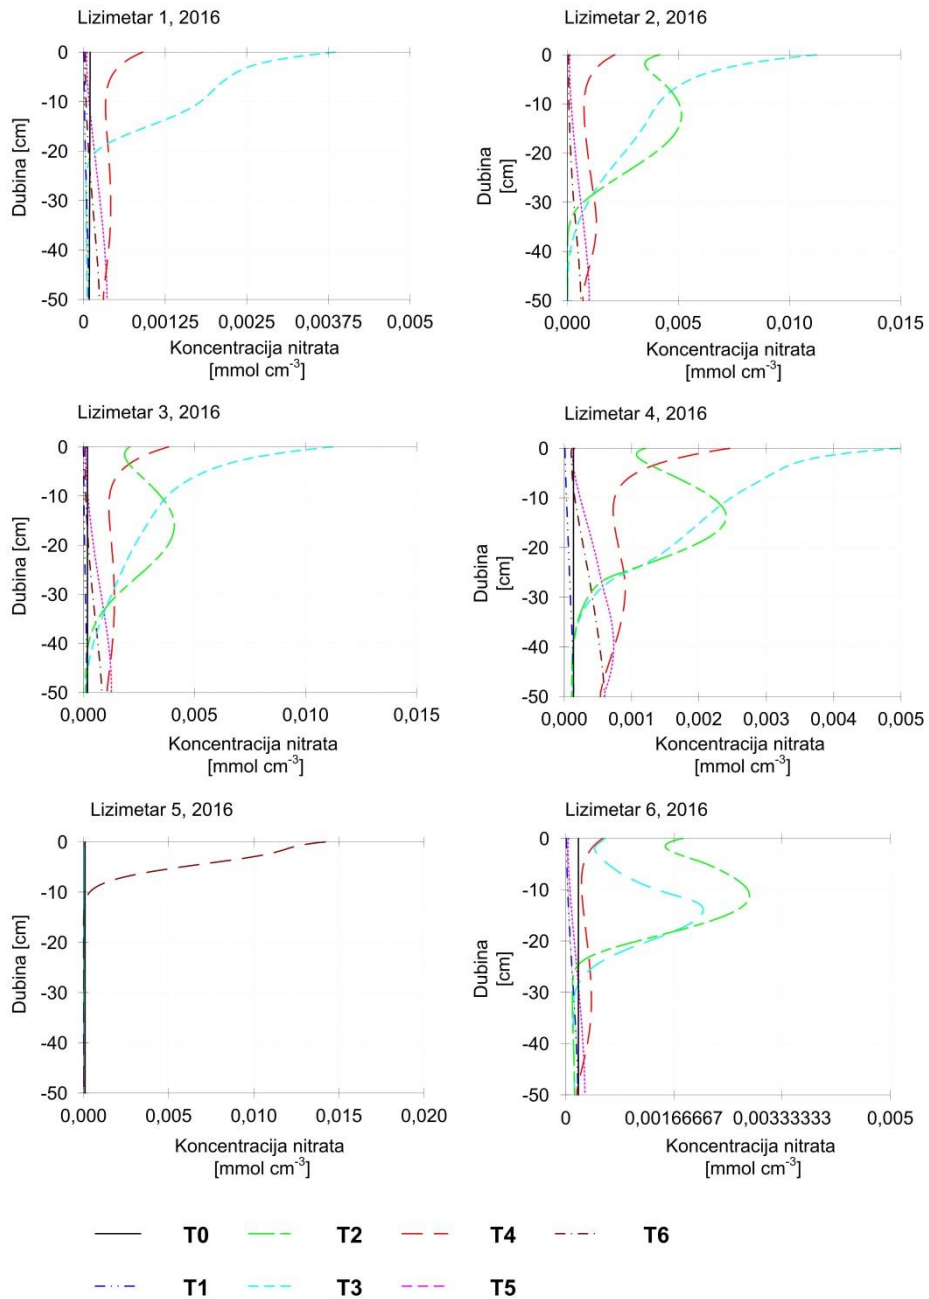 Lizimetar 1, 2016
0
-10
-20
-30
-40
-50
Dubina [cm]
0
0,00125
0,0025
0,00375
0,005
Koncentracija nitrata
[mmol cm⁻³]
Lizimetar 2, 2016
0
-10
-20
-30
-40
-50
Dubina
[cm]
0,000
0,005
0,010
0,015
Koncentracija nitrata
[mmol cm⁻³]
Lizimetar 3, 2016
0
-10
-20
-30
-40
-50
Dubina [cm]
0,000
0,005
0,010
0,015
Koncentracija nitrata
[mmol cm⁻³]
Lizimetar 4, 2016
0
-10
-20
-30
-40
-50
Dubina
[cm]
0,000
0,001
0,002
0,003
0,004
0,005
Koncentracija nitrata
[mmol cm⁻³]
Lizimetar 5, 2016
0
-10
-20
-30
-40
-50
Dubina [cm]
0,000
0,005
0,010
0,015
0,020
Koncentracija nitrata
[mmol cm⁻³]
Lizimetar 6, 2016
0
-10
-20
-30
-40
-50
Dubina
[cm]
0
0,00166667
0,00333333
0,005
Koncentracija nitrata
[mmol cm⁻³]
T0 T2 T4 T6
T1 T3 T5